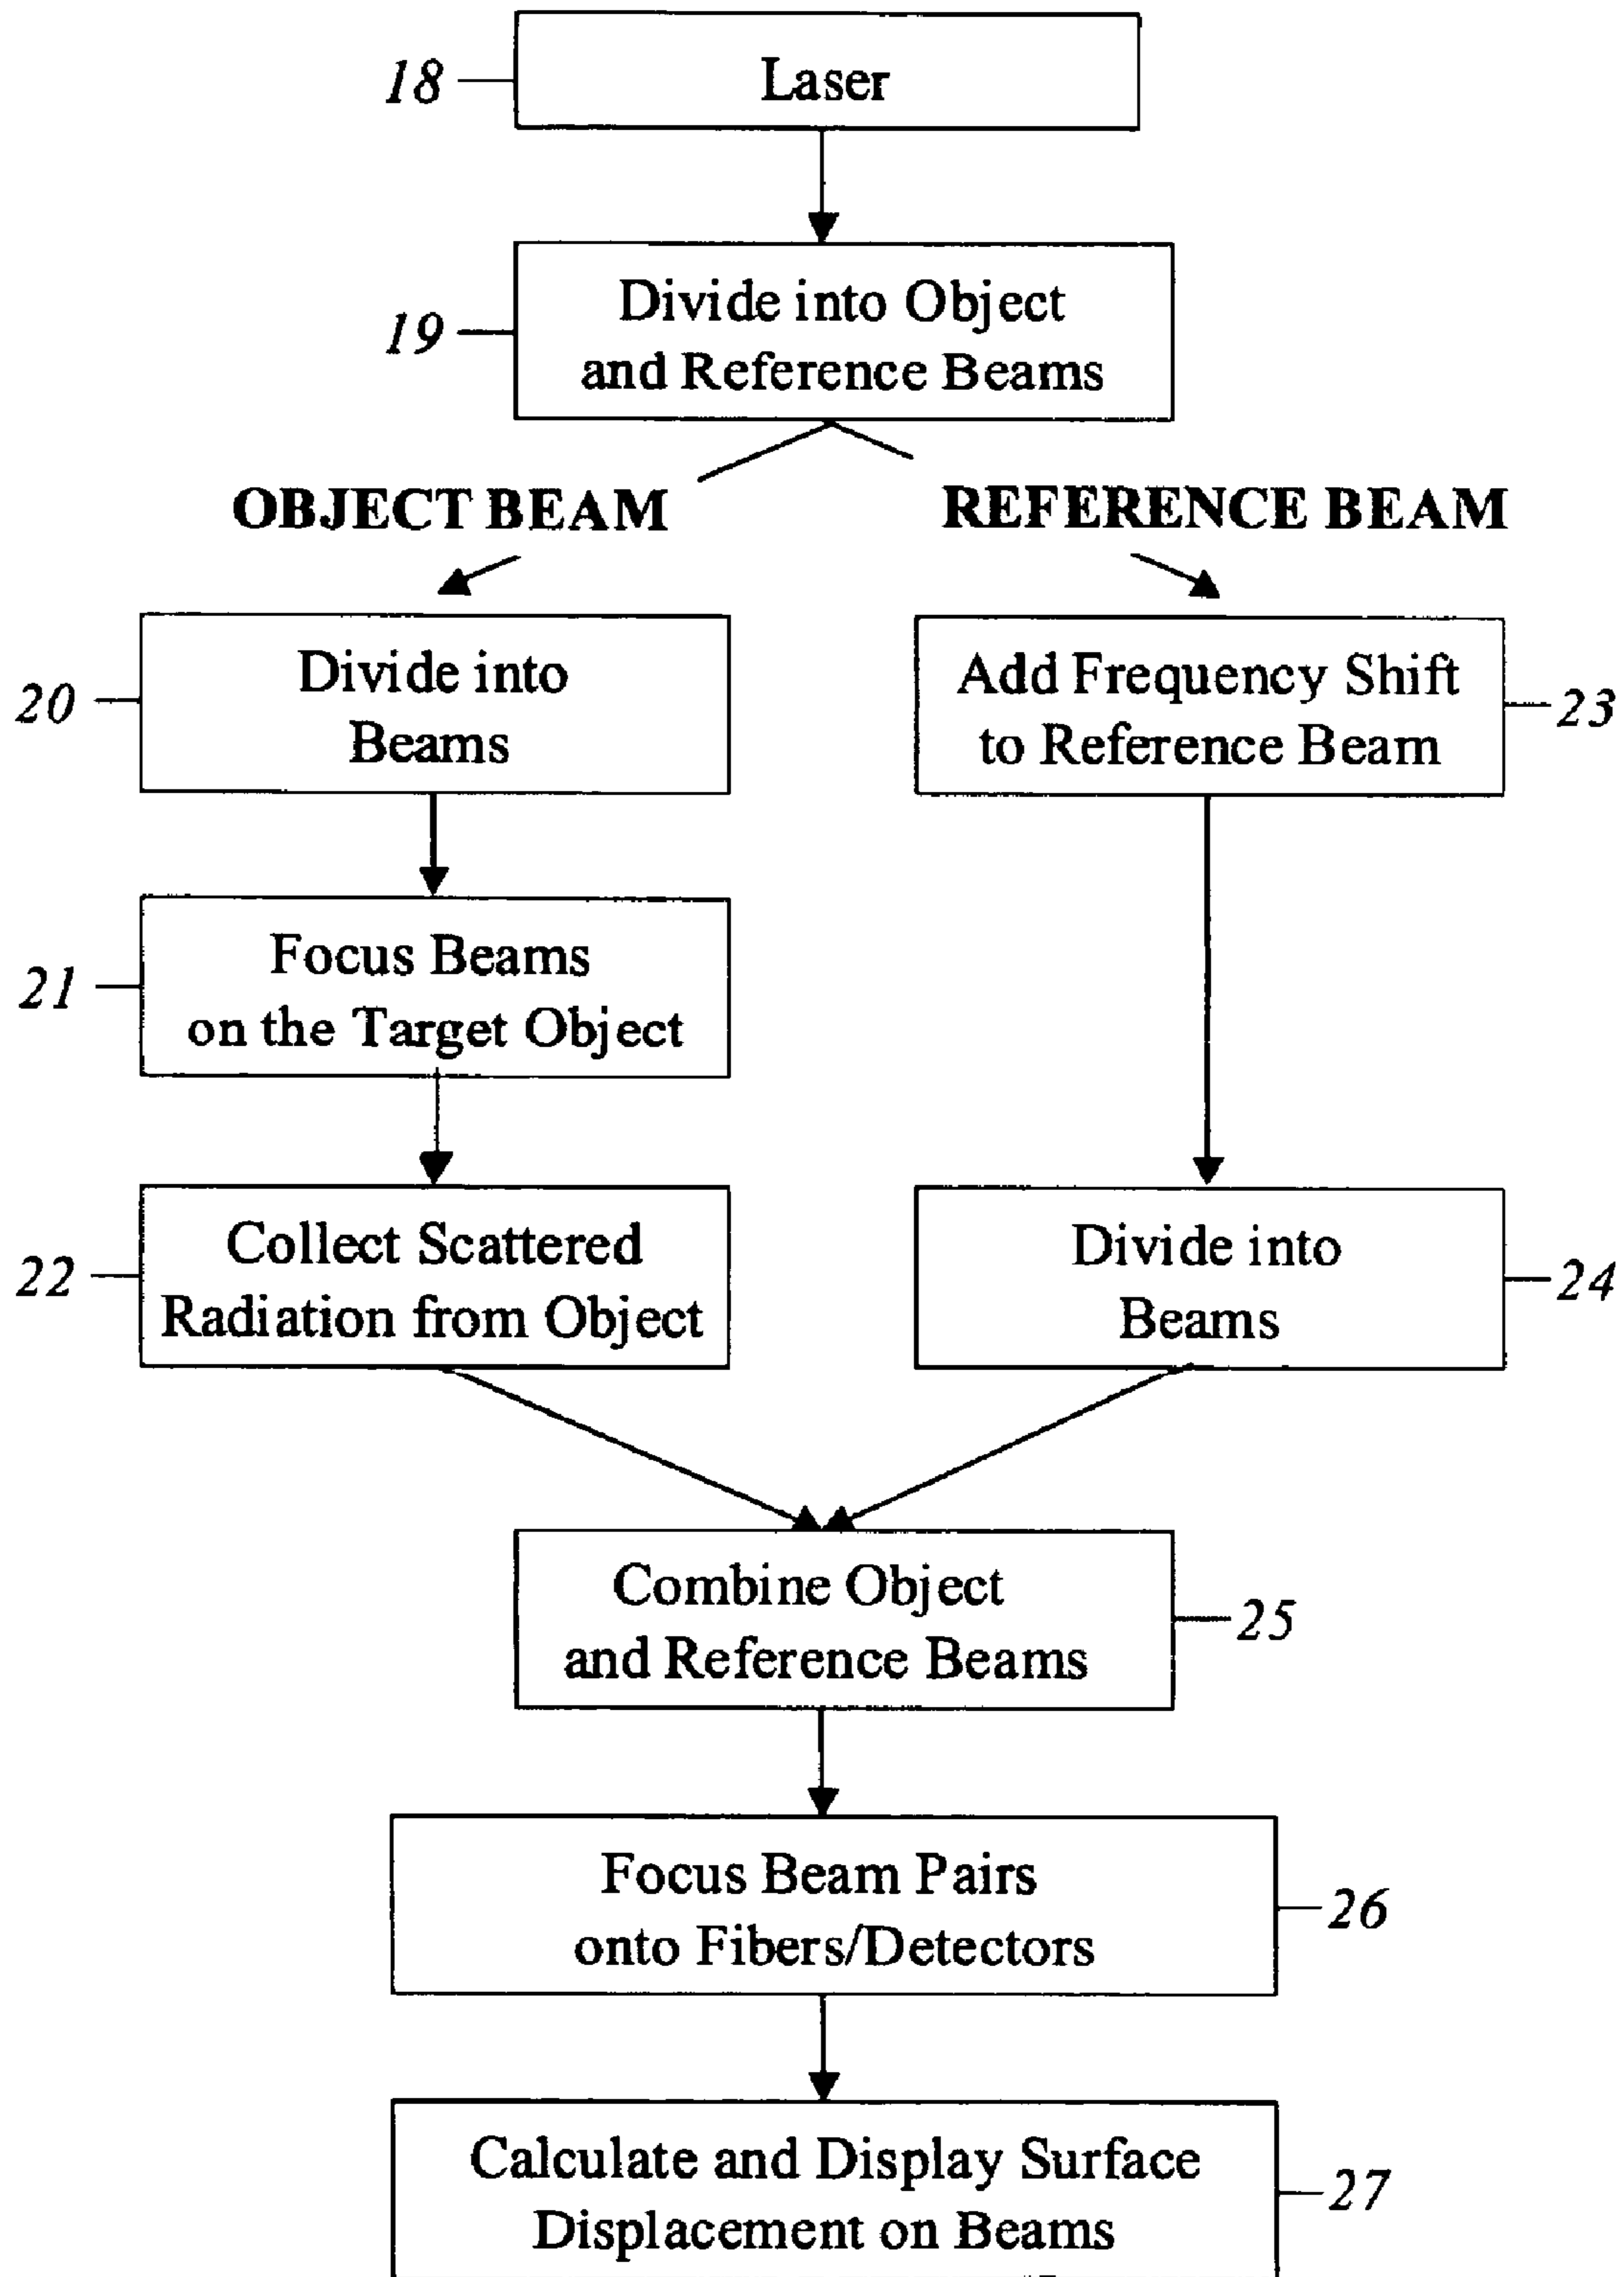 18
Laser
19
Divide into Object
and Reference Beams
OBJECT BEAM
REFERENCE BEAM
20
Divide into
Beams
Add Frequency Shift
to Reference Beam
23
21
Focus Beams
on the Target Object
22
Collect Scattered
Radiation from Object
Divide into
Beams
24
Combine Object
and Reference Beams
25
Focus Beam Pairs
onto Fibers/Detectors
26
Calculate and Display Surface
Displacement on Beams
27